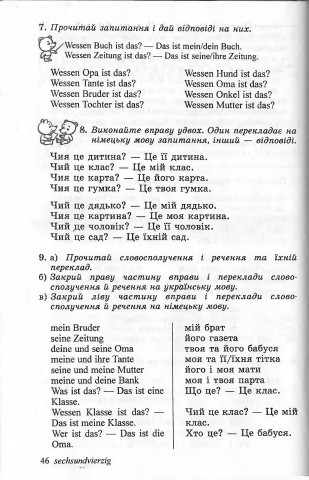 7. Прочитай запитання і дай відповіді на них.
Wessen Buch ist das? — Das ist mein/dein Buch.
Wessen Zeitung ist das? — Das ist seine/ihre Zeitung.
Wessen Opa ist das? Wessen Hund ist das?
Wessen Tante ist das? Wessen Oma ist das?
Wessen Bruder ist das? Wessen Onkel ist das?
Wessen Tochter ist das? Wessen Mutter ist das?
8. Виконайте вправу удвох. Один перекладає на
німецьку мову запитання, інший — відповіді.
Чия це дитина? — Це її дитина.
Чий це клас? — Це мій клас.
Чия це карта? — Це його карта.
Чия це гумка? — Це твоя гумка.
Чий це дядько? — Це мій дядько.
Чия це картина? — Це моя картина.
Чий це чоловік? — Це її чоловік.
Чий це сад? — Це їхній сад.
9. а) Прочитай словосполучення і речення та їхній
переклад.
б) Закрий праву частину вправи і переклади слово-
сполучення й речення на українську мову.
в) Закрий ліву частину вправи і переклади слово-
сполучення й речення на німецьку мову.
mein Bruder мій брат
seine Zeitung його газета
deine und seine Oma твоя та його бабуся
meine und ihre Tante моя та її/їхня тітка
seine und meine Mutter його і моя мати
meine und deine Bank моя і твоя парта
Was ist das? — Das ist eine Що це? — Це клас.
Klasse.
Wessen Klasse ist das? — Чий це клас? — Це мій
Das ist meine Klasse. клас.
Wer ist das? — Das ist die Хто це? — Це бабуся.
Oma.
46 sechsundvierzig